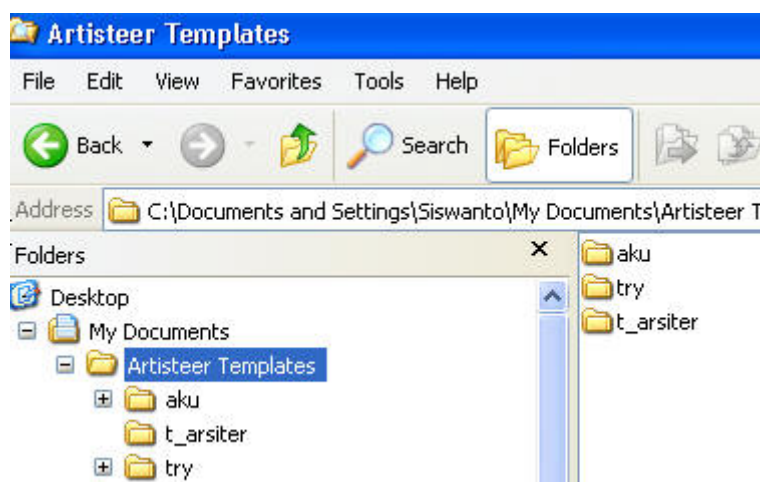 Artisteer Templates
File Edit View Favorites Tools Help
Back Search Folders
Address C:\Documents and Settings\Siswanto\My Documents\Artisteer T
Folders
Desktop
My Documents
Artisteer Templates
aku
t_arsiter
try
aku
try
t_arsiter